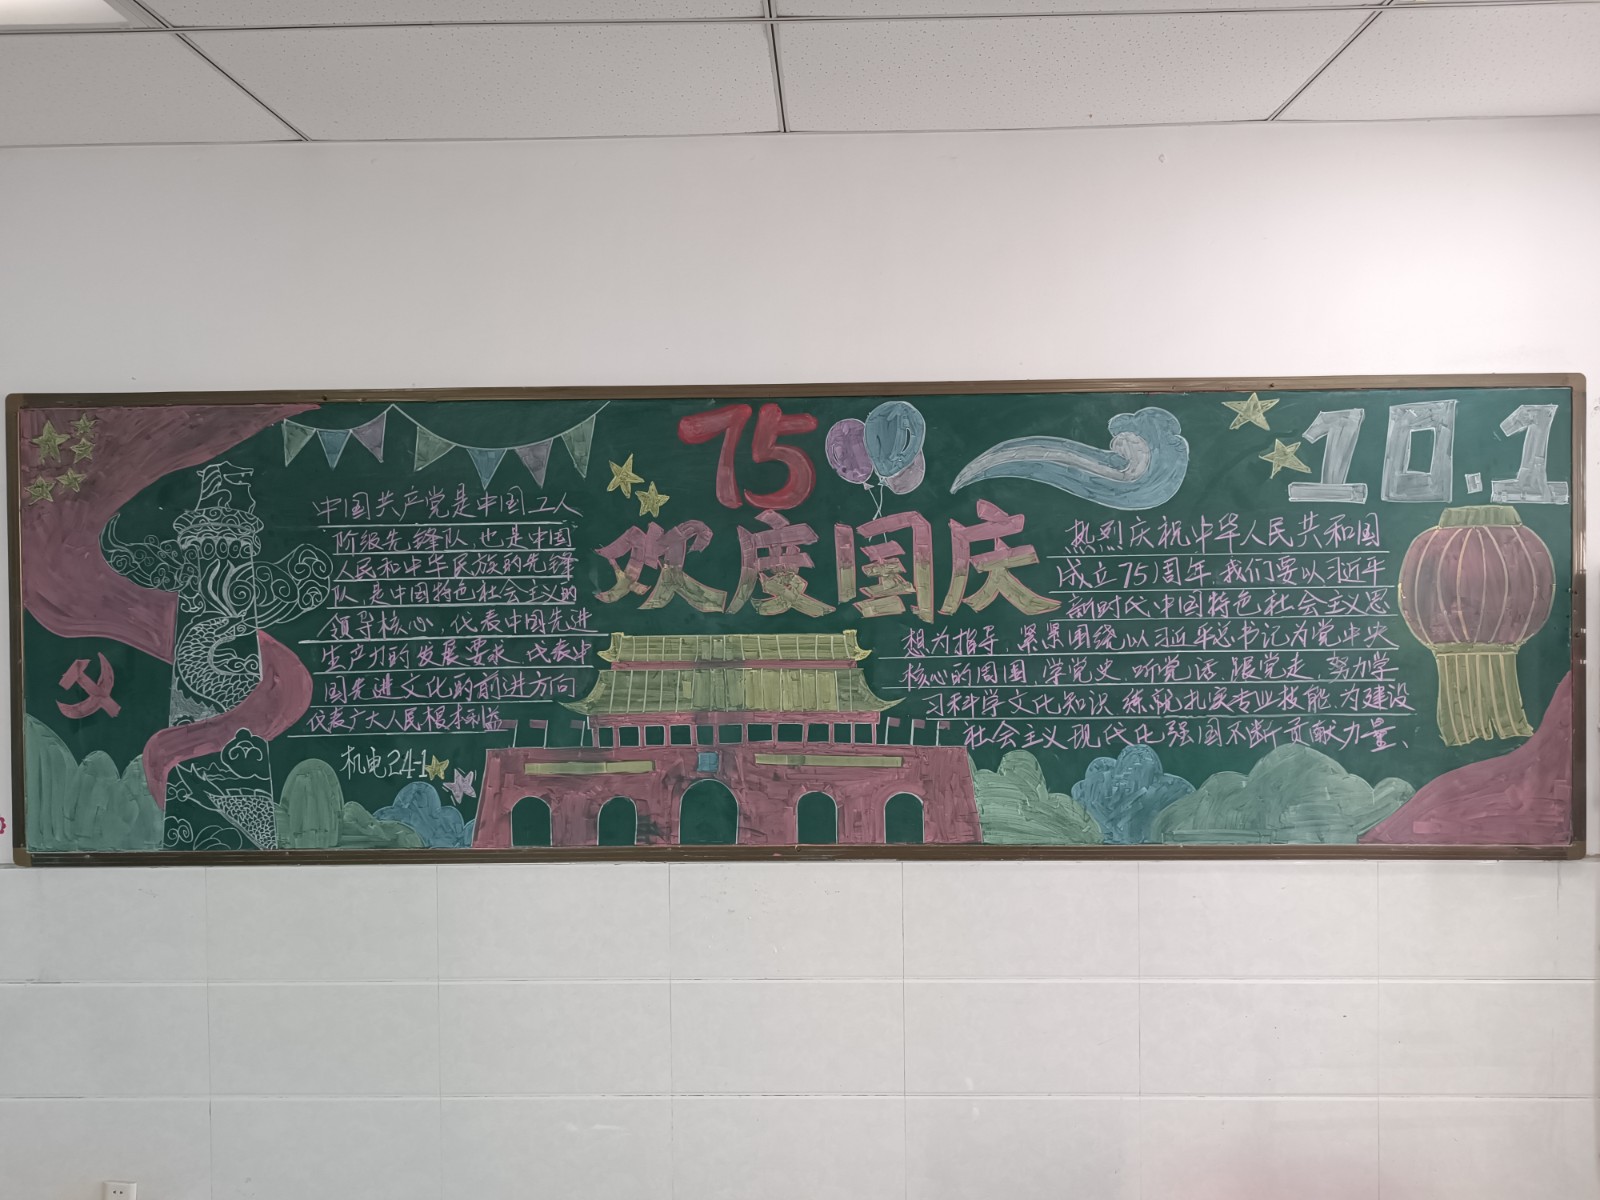 75
欢度国庆
10.1
中国共产党是中国工人
阶级先锋队,也是中国
人民和中华民族的先锋
队,是中国特色社会主义的
领导核心,代表中国先进
生产力的发展要求,代表中
国先进文化的前进方向
代表广大人民根本利益
机电24-1
热烈庆祝中华人民共和国
成立75周年,我们要以习近平
新时代中国特色社会主义思
想为指导,紧紧围绕以习近平总书记为党中央
核心的周围,学党史,听党话,跟党走,努力学
习科学文化知识,练就扎实专业技能,为建设
社会主义现代化强国不断贡献力量、